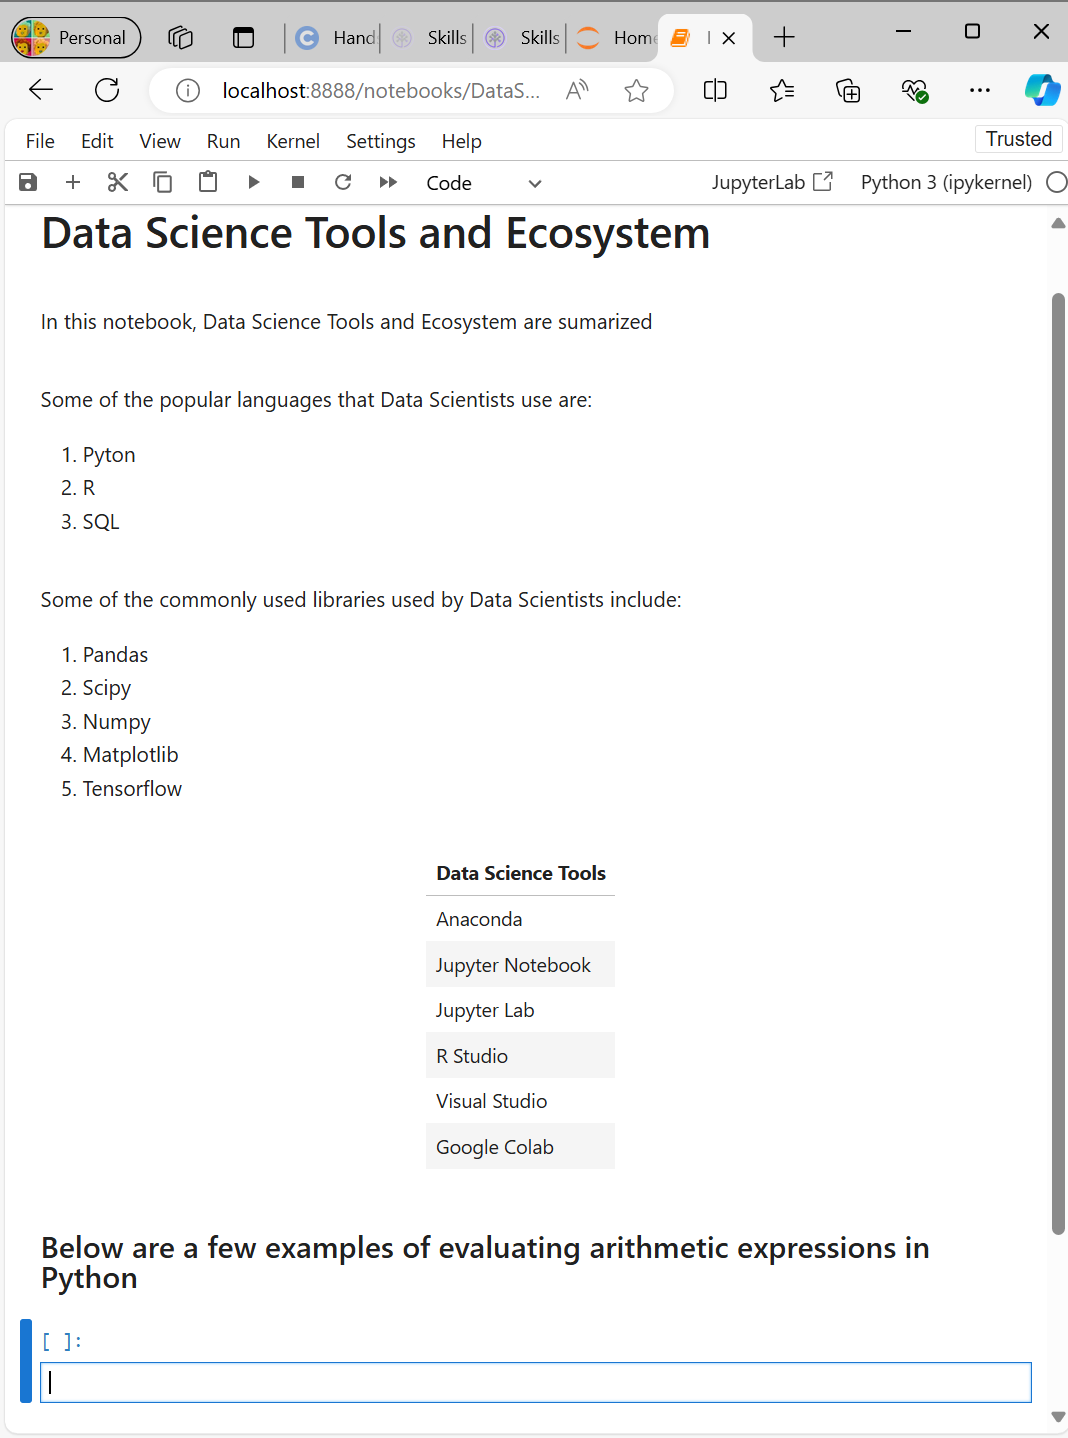 Personal
Hand
Skills
Skills
Home
localhost:8888/notebooks/DataS...
File Edit View Run Kernel Settings Help
Trusted
Code
JupyterLab
Python 3 (ipykernel)
Data Science Tools and Ecosystem
In this notebook, Data Science Tools and Ecosystem are sumarized
Some of the popular languages that Data Scientists use are:
1. Pyton
2. R
3. SQL
Some of the commonly used libraries used by Data Scientists include:
1. Pandas
2. Scipy
3. Numpy
4. Matplotlib
5. Tensorflow
Data Science Tools
Anaconda
Jupyter Notebook
Jupyter Lab
R Studio
Visual Studio
Google Colab
Below are a few examples of evaluating arithmetic expressions in
Python
[ ]: